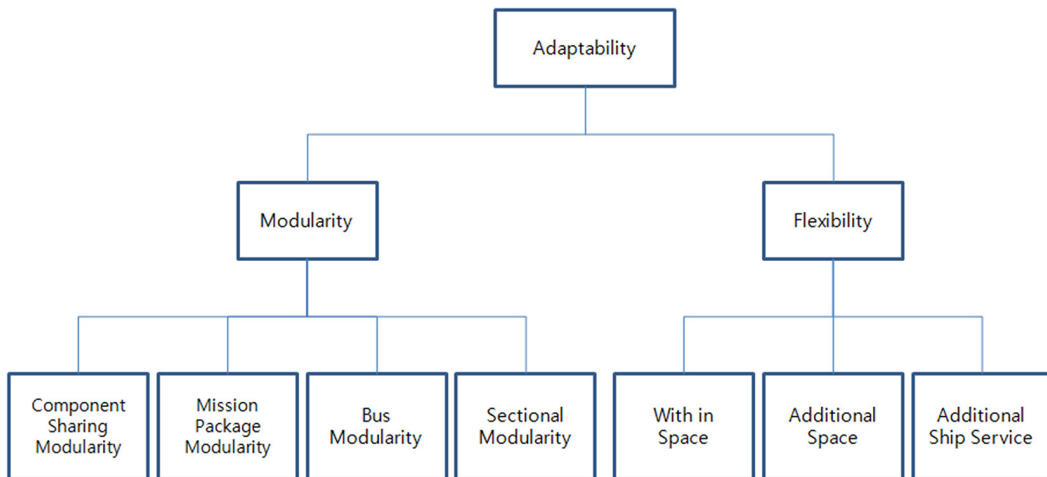 Adaptability
Modularity
Flexibility
Component
Sharing
Modularity
Mission
Package
Modularity
Bus
Modularity
Sectional
Modularity
With in
Space
Additional
Space
Additional
Ship Service